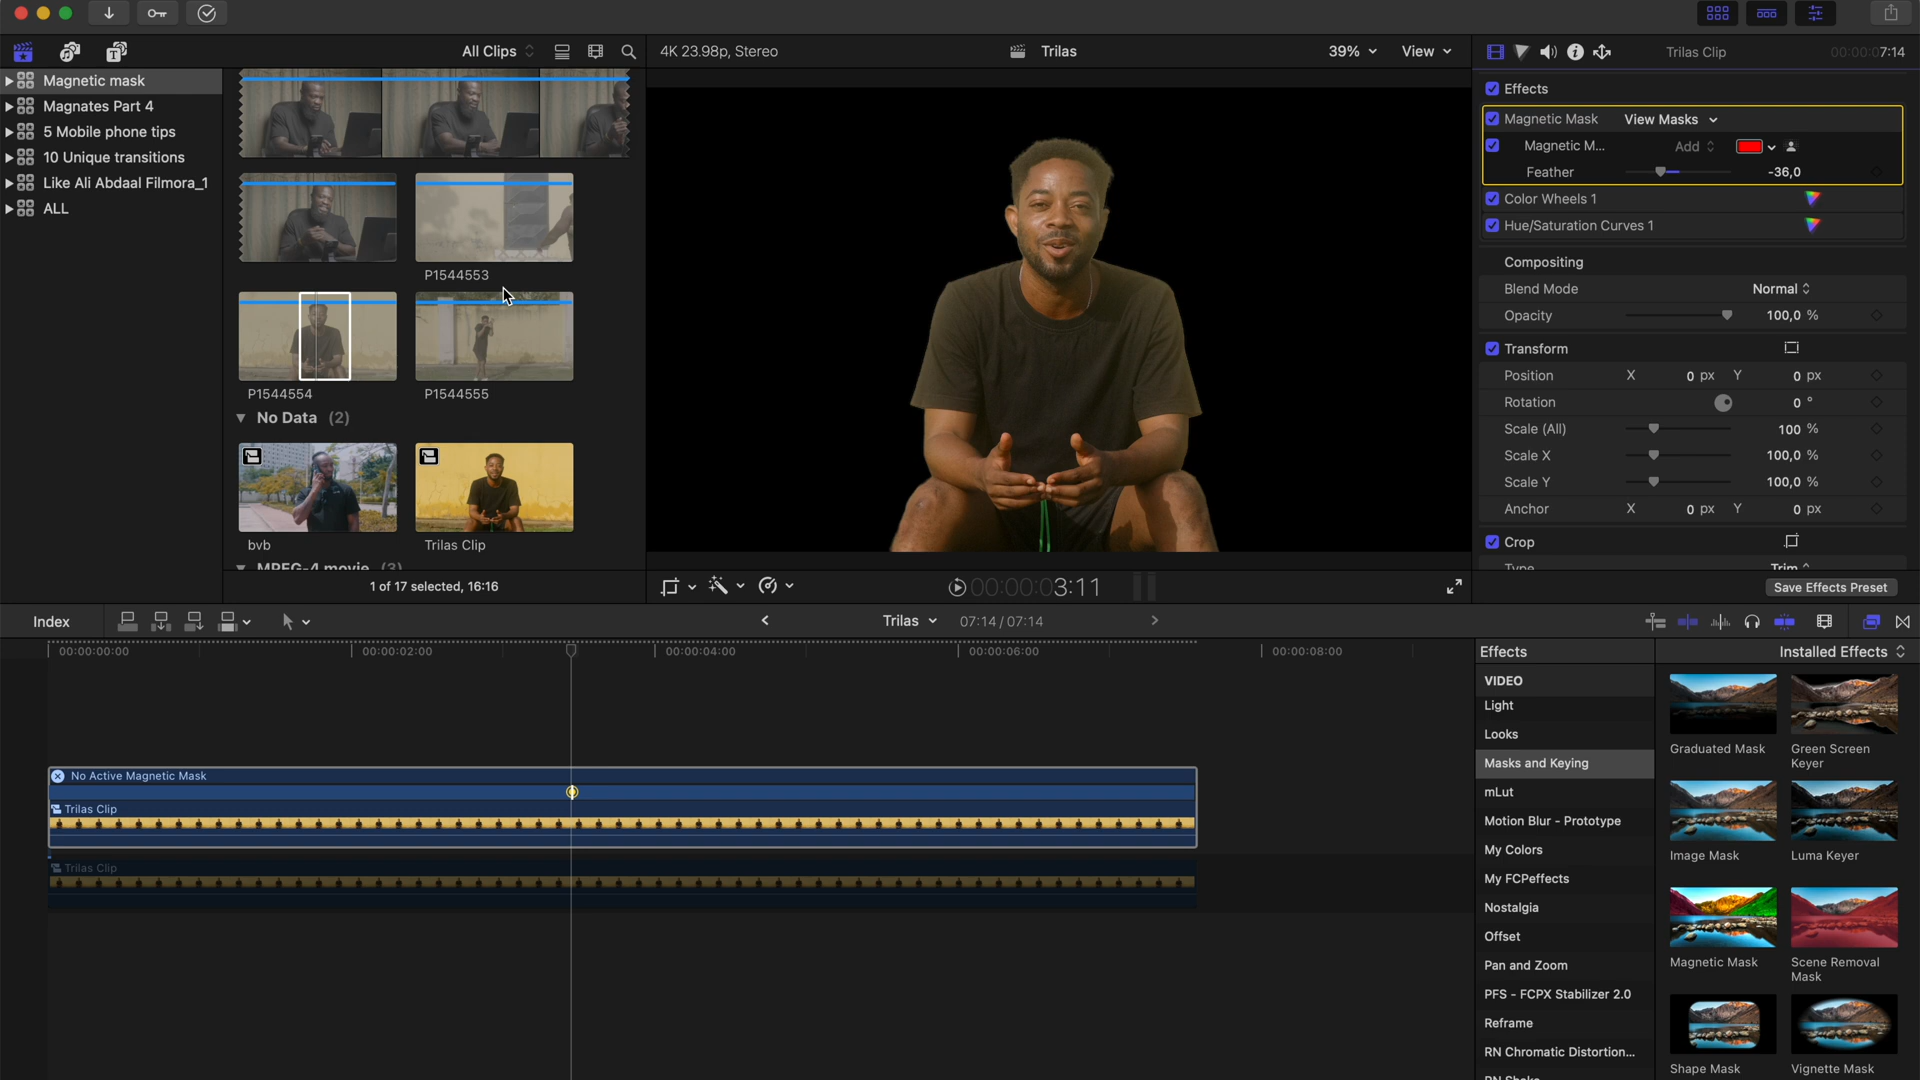 All Clips
4K 23.98p, Stereo
Trilas
39%
View
Trilas Clip
00:00:07:14
Magnetic mask
Magnates Part 4
5 Mobile phone tips
10 Unique transitions
Like Ali Abdaal Filmora_1
ALL
P1544553
P1544554
P1544555
No Data (2)
bvb
Trilas Clip
MPEG-4 movie (3)
1 of 17 selected, 16:16
00:00:03:11
Effects
Magnetic Mask
View Masks
Magnetic M...
Add
Feather
-36,0
Color Wheels 1
Hue/Saturation Curves 1
Compositing
Blend Mode
Normal
Opacity
100,0 %
Transform
Position X 0 px Y 0 px
Rotation 0 °
Scale (All) 100 %
Scale X 100,0 %
Scale Y 100,0 %
Anchor X 0 px Y 0 px
Crop
Type
Trim
Save Effects Preset
Index
Trilas
07:14 / 07:14
00:00:00:00
00:00:02:00
00:00:04:00
00:00:06:00
00:00:08:00
No Active Magnetic Mask
Trilas Clip
Trilas Clip
Effects
Installed Effects
VIDEO
Light
Looks
Masks and Keying
mLut
Motion Blur - Prototype
My Colors
My FCPeffects
Nostalgia
Offset
Pan and Zoom
PFS - FCPX Stabilizer 2.0
Reframe
RN Chromatic Distortion...
RN Shake
Graduated Mask
Green Screen
Keyer
Image Mask
Luma Keyer
Magnetic Mask
Scene Removal
Mask
Shape Mask
Vignette Mask